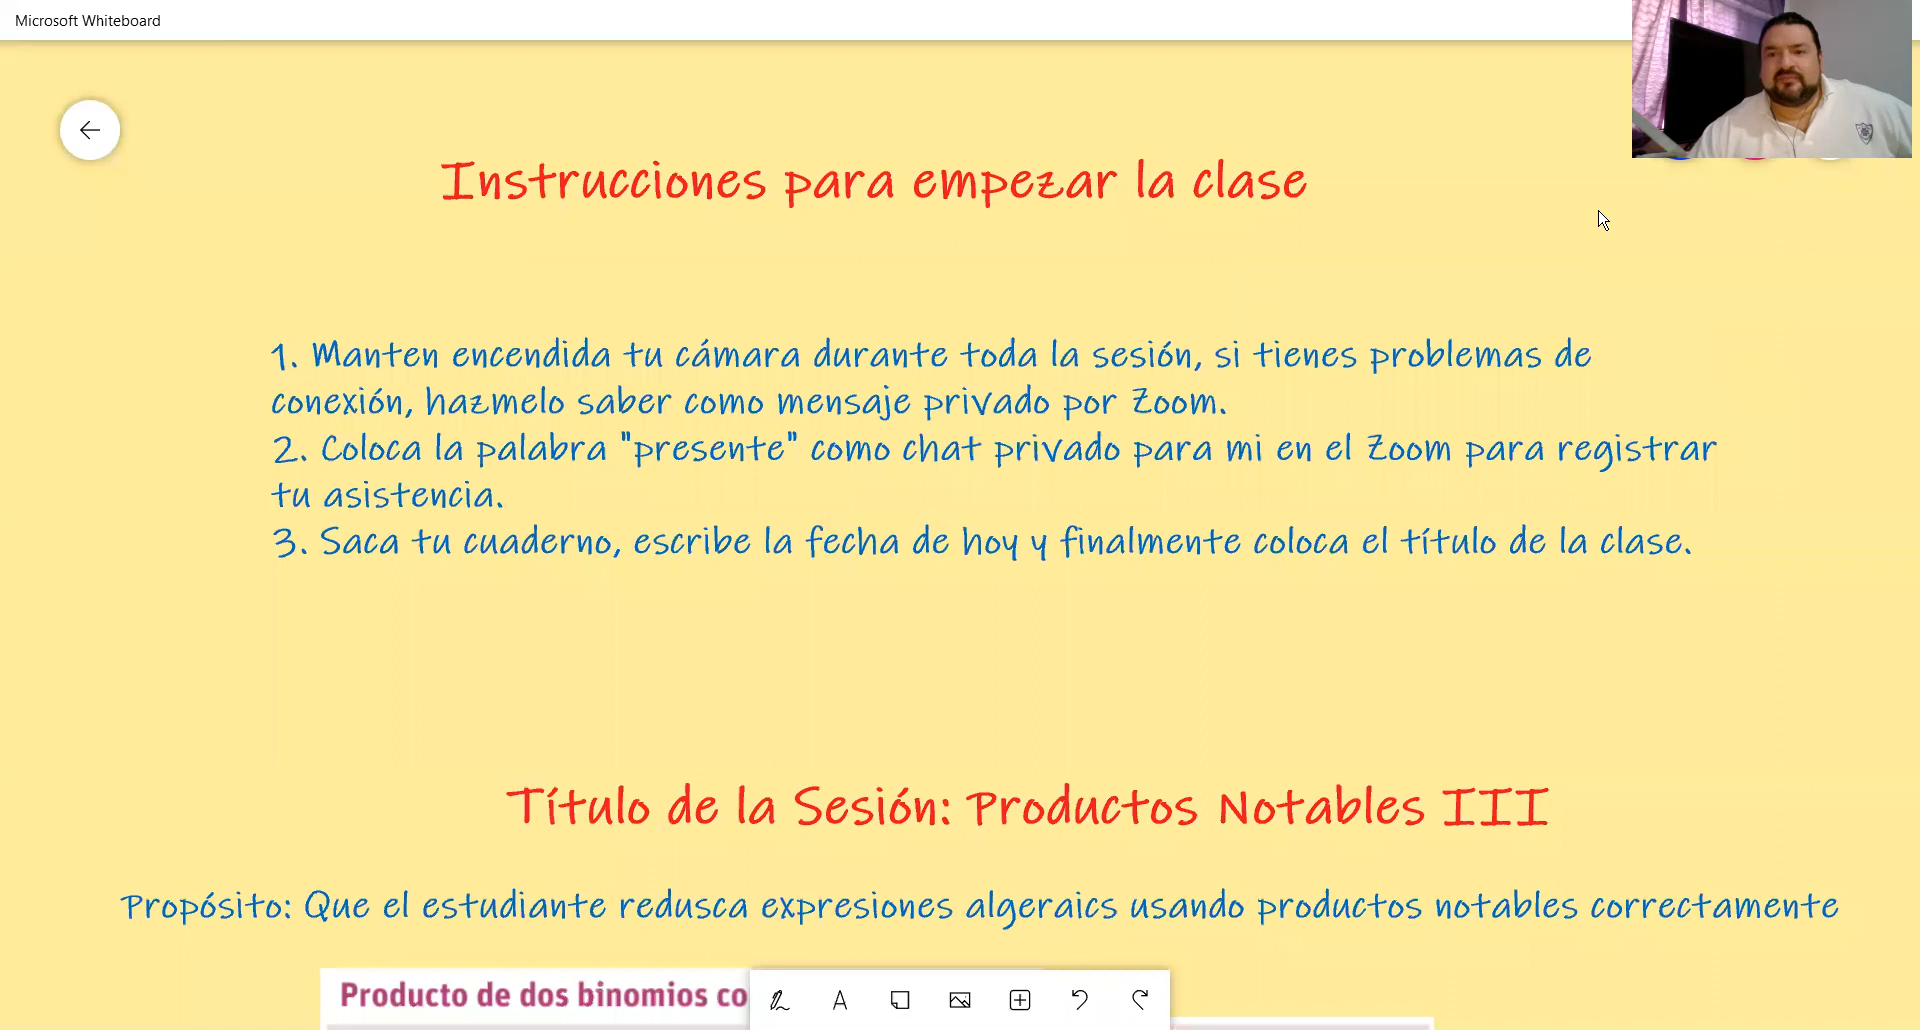 Microsoft Whiteboard
Instrucciones para empezar la clase
1. Manten encendida tu cámara durante toda la sesión, si tienes problemas de
conexión, hazmelo saber como mensaje privado por Zoom.
2. Coloca la palabra "presente" como chat privado para mi en el Zoom para registrar
tu asistencia.
3. Saca tu cuaderno, escribe la fecha de hoy y finalmente coloca el título de la clase.
Título de la Sesión: Productos Notables III
Propósito: Que el estudiante redusca expresiones algeraics usando productos notables correctamente
Producto de dos binomios co